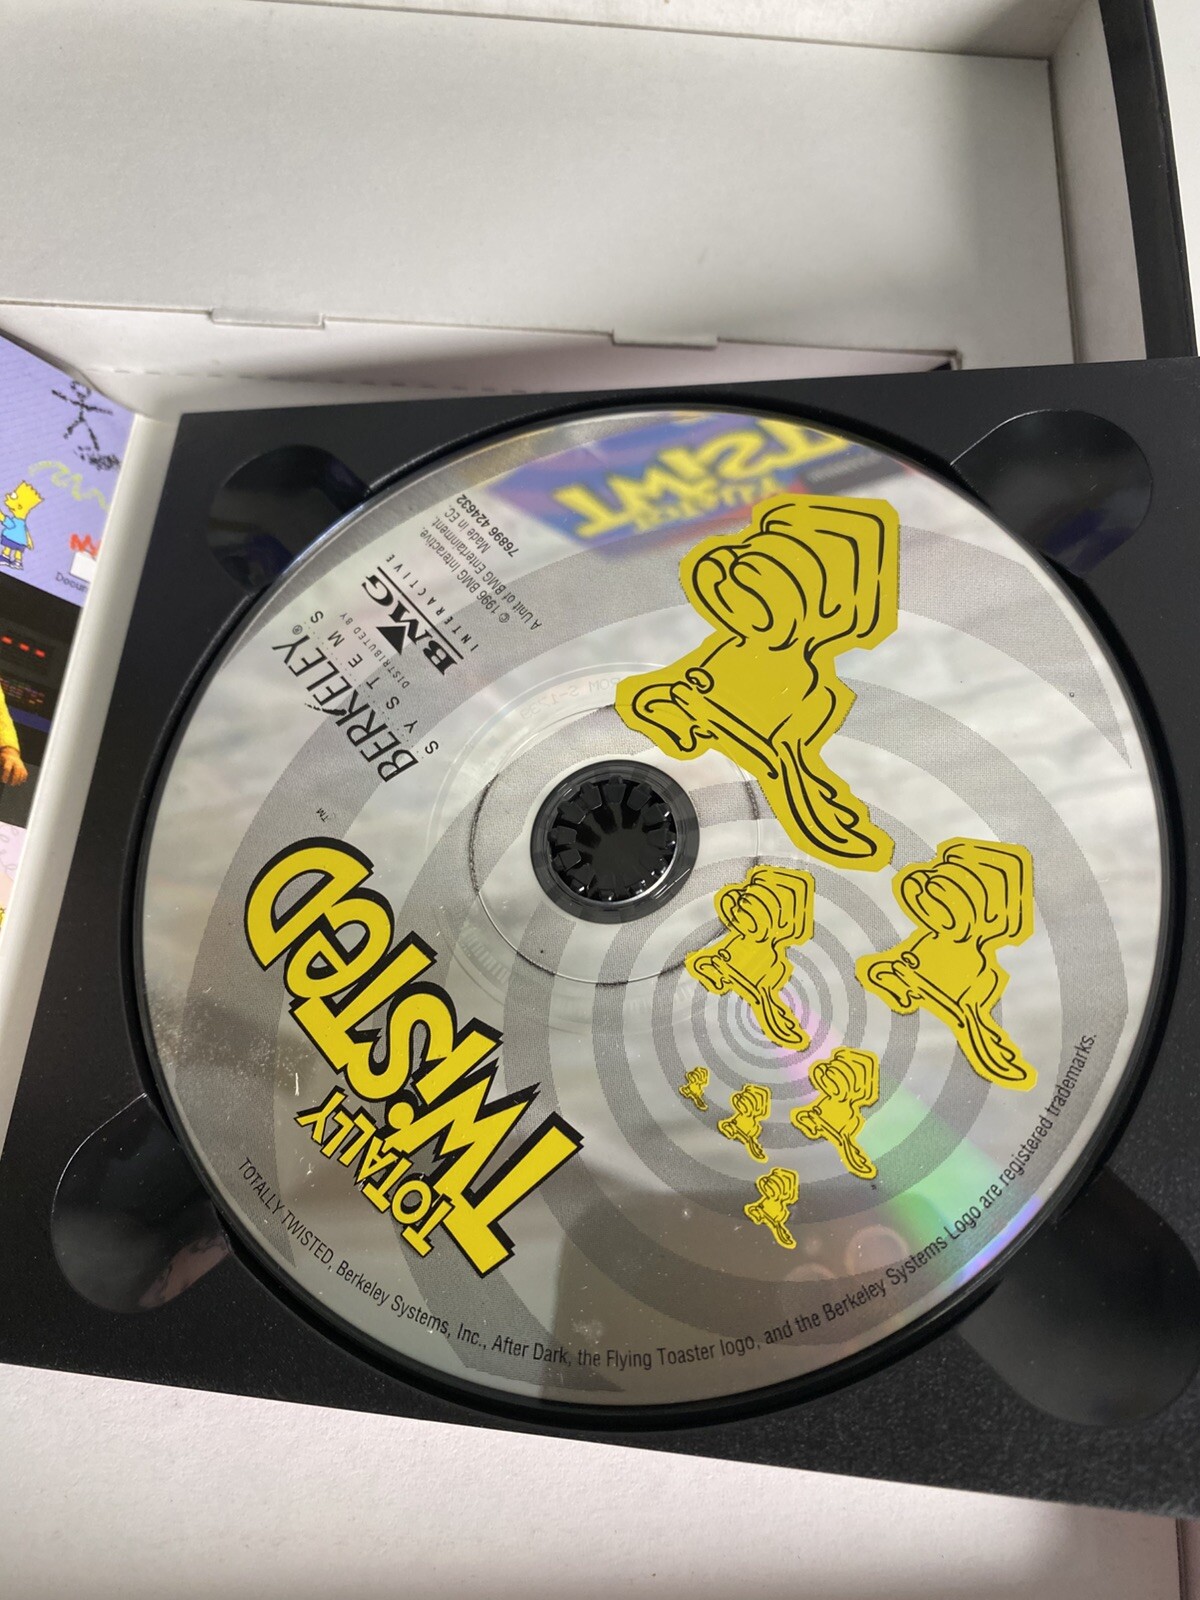 TOTALLY
TWiSTeD
™
BERKELEY®
SYSTEMS
DISTRIBUTED BY
BMG
INTERACTIVE
© 1996 BMG Interactive.
A Unit of BMG Entertainment.
Made in EC.
76896 424632
TOTALLY TWISTED, Berkeley Systems, Inc., After Dark, the Flying Toaster logo, and the Berkeley Systems Logo are registered trademarks.